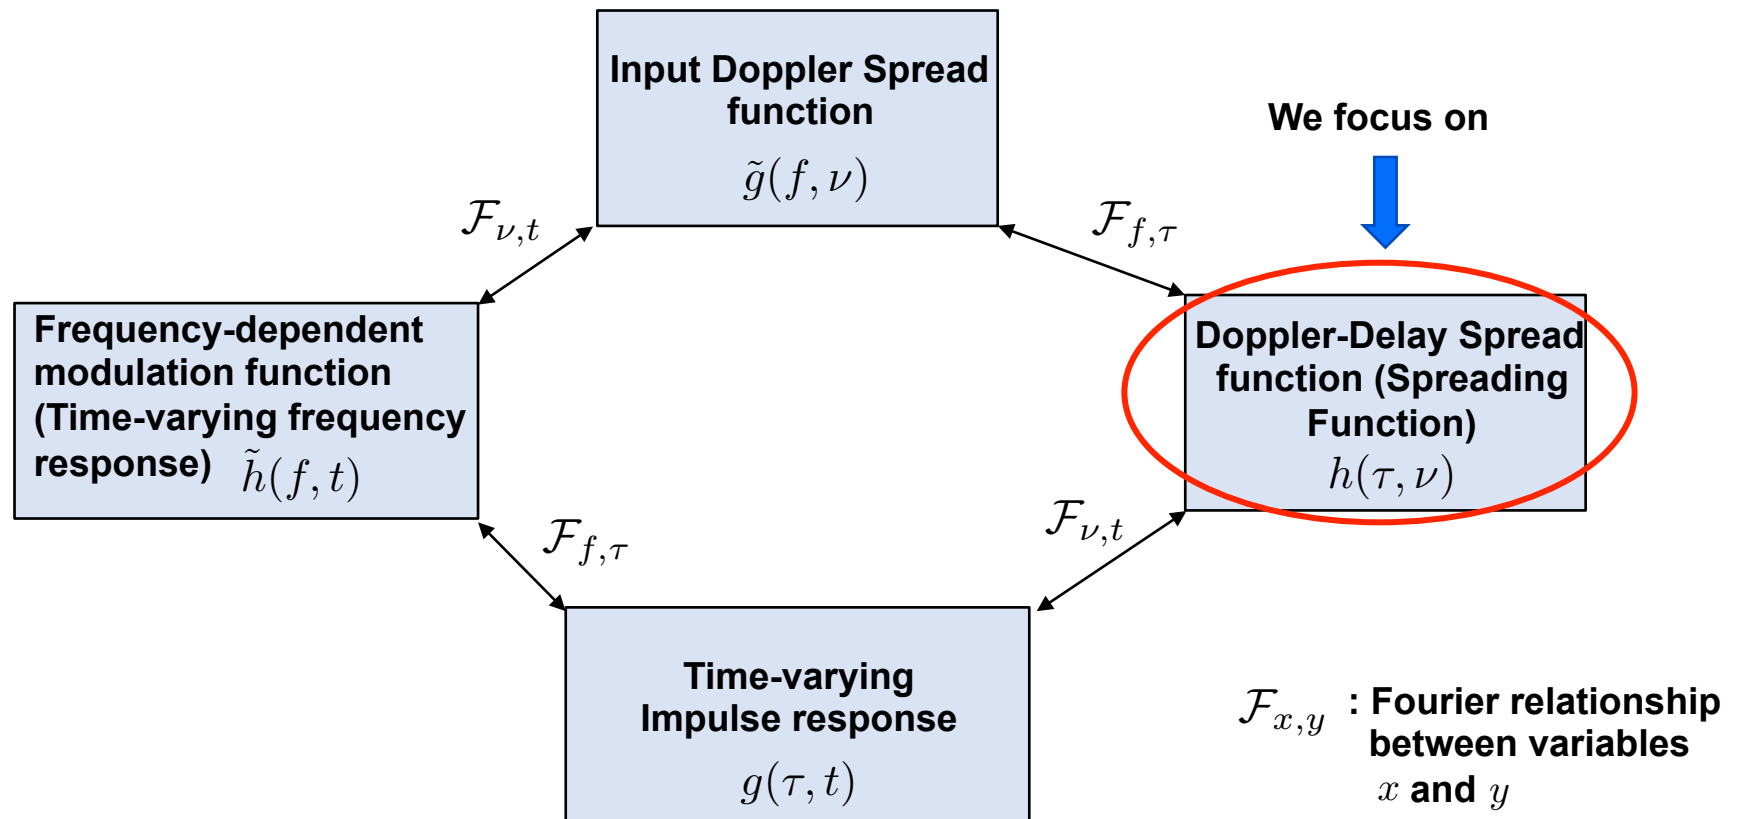 Input Doppler Spread
function
g̃(f, ν)
We focus on
ℱν,t
ℱf,τ
Frequency-dependent
modulation function
(Time-varying frequency
response) h̃(f, t)
Doppler-Delay Spread
function (Spreading
Function)
h(τ, ν)
ℱf,τ
ℱν,t
Time-varying
Impulse response
g(τ, t)
ℱx,y : Fourier relationship
between variables
x and y